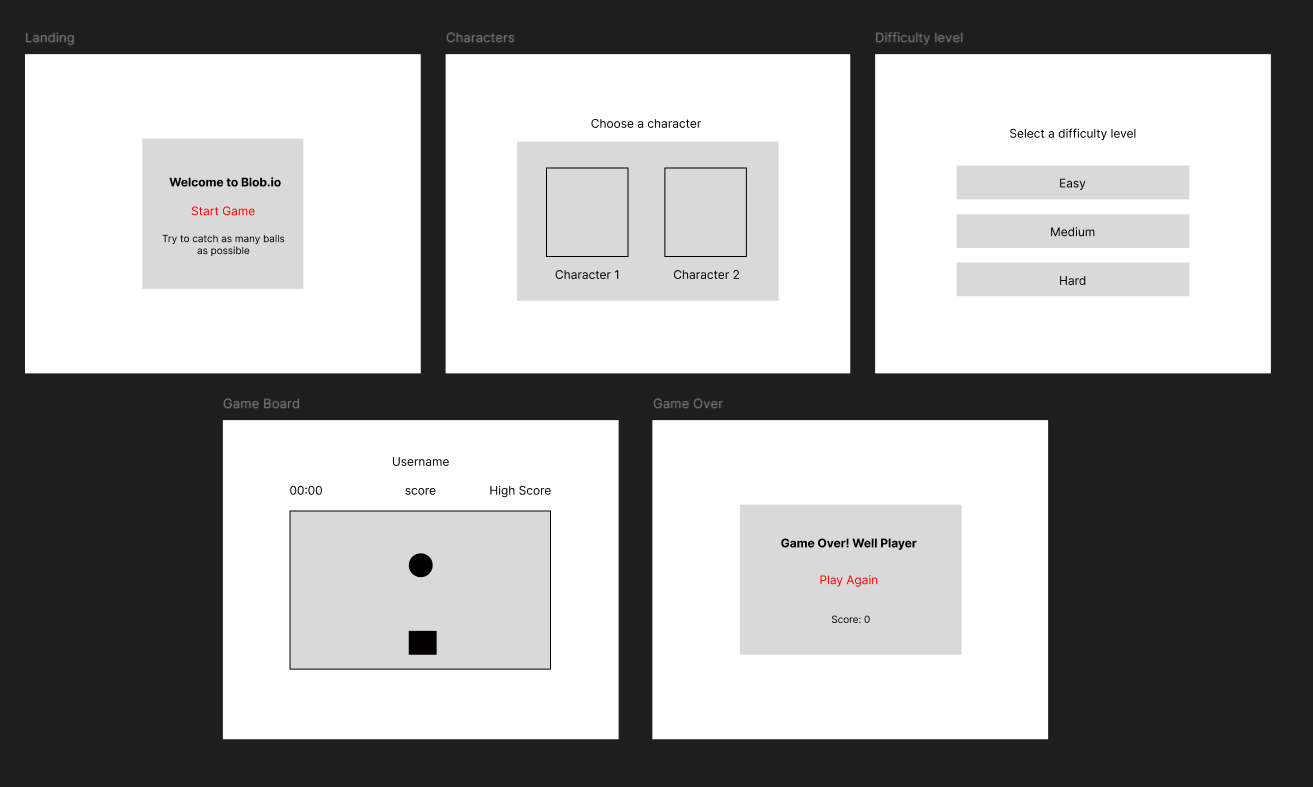 Landing
Welcome to Blob.io
Start Game
Try to catch as many balls
as possible
Characters
Choose a character
Character 1
Character 2
Difficulty level
Select a difficulty level
Easy
Medium
Hard
Game Board
Username
00:00
score
High Score
Game Over
Game Over! Well Player
Play Again
Score: 0